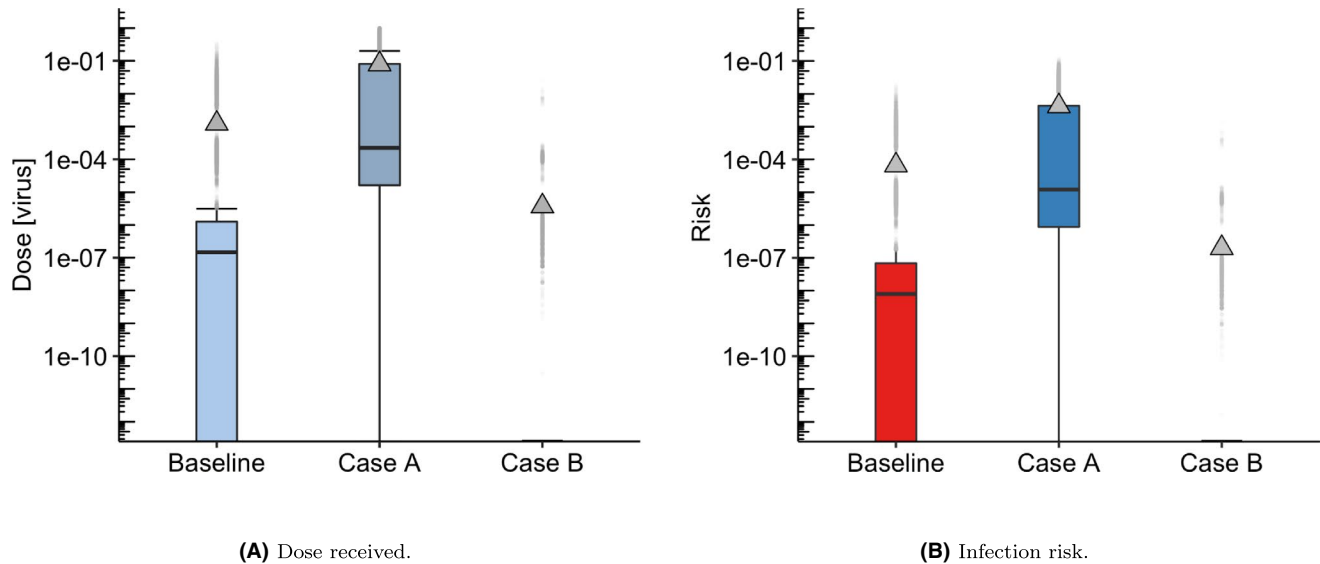 Dose [virus]
1e-01
1e-04
1e-07
1e-10
Baseline Case A Case B
(A) Dose received.
Risk
1e-01
1e-04
1e-07
1e-10
Baseline Case A Case B
(B) Infection risk.